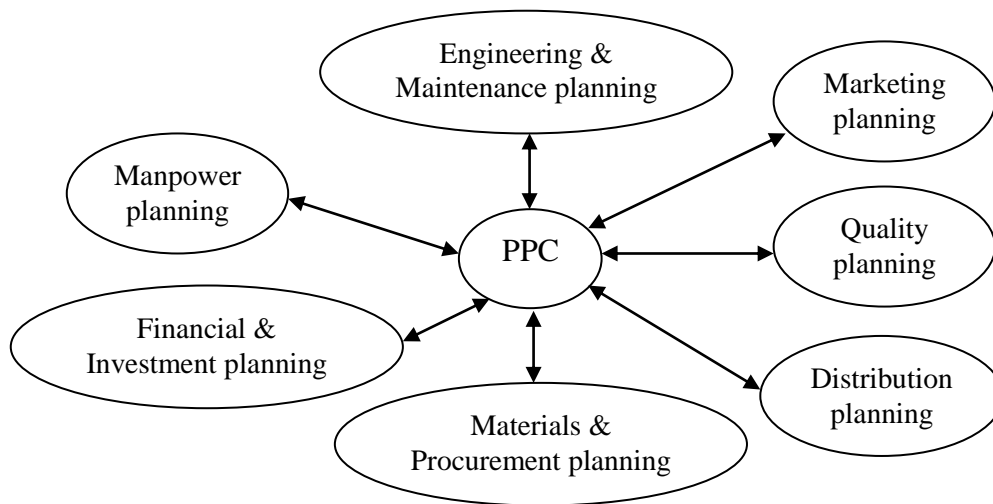 Engineering &
Maintenance planning
Marketing
planning
Manpower
planning
PPC
Quality
planning
Financial &
Investment planning
Distribution
planning
Materials &
Procurement planning